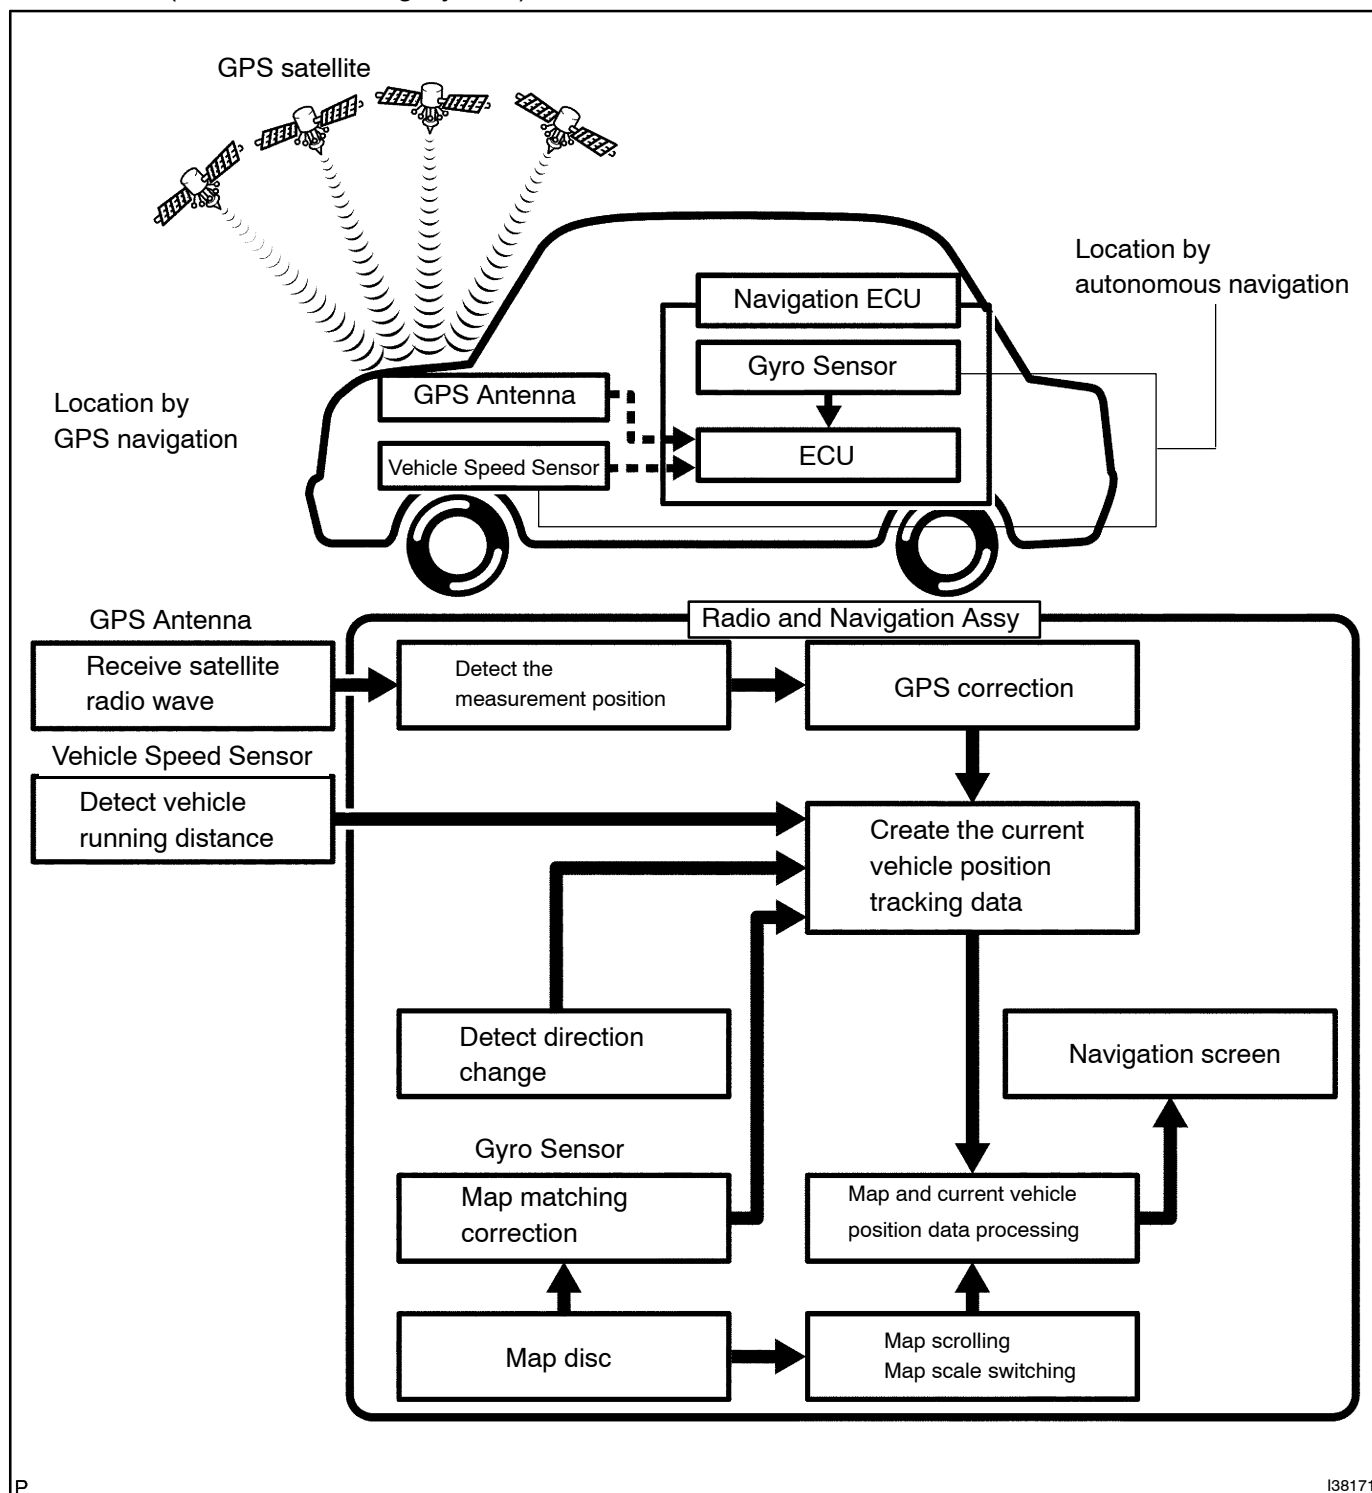 GPS satellite
Location by
autonomous navigation
Navigation ECU
Gyro Sensor
GPS Antenna
Location by
GPS navigation
ECU
Vehicle Speed Sensor
Radio and Navigation Assy
GPS Antenna
Receive satellite
radio wave
Detect the
measurement position
GPS correction
Vehicle Speed Sensor
Detect vehicle
running distance
Create the current
vehicle position
tracking data
Detect direction
change
Navigation screen
Gyro Sensor
Map matching
correction
Map and current vehicle
position data processing
Map disc
Map scrolling
Map scale switching
P
I38171